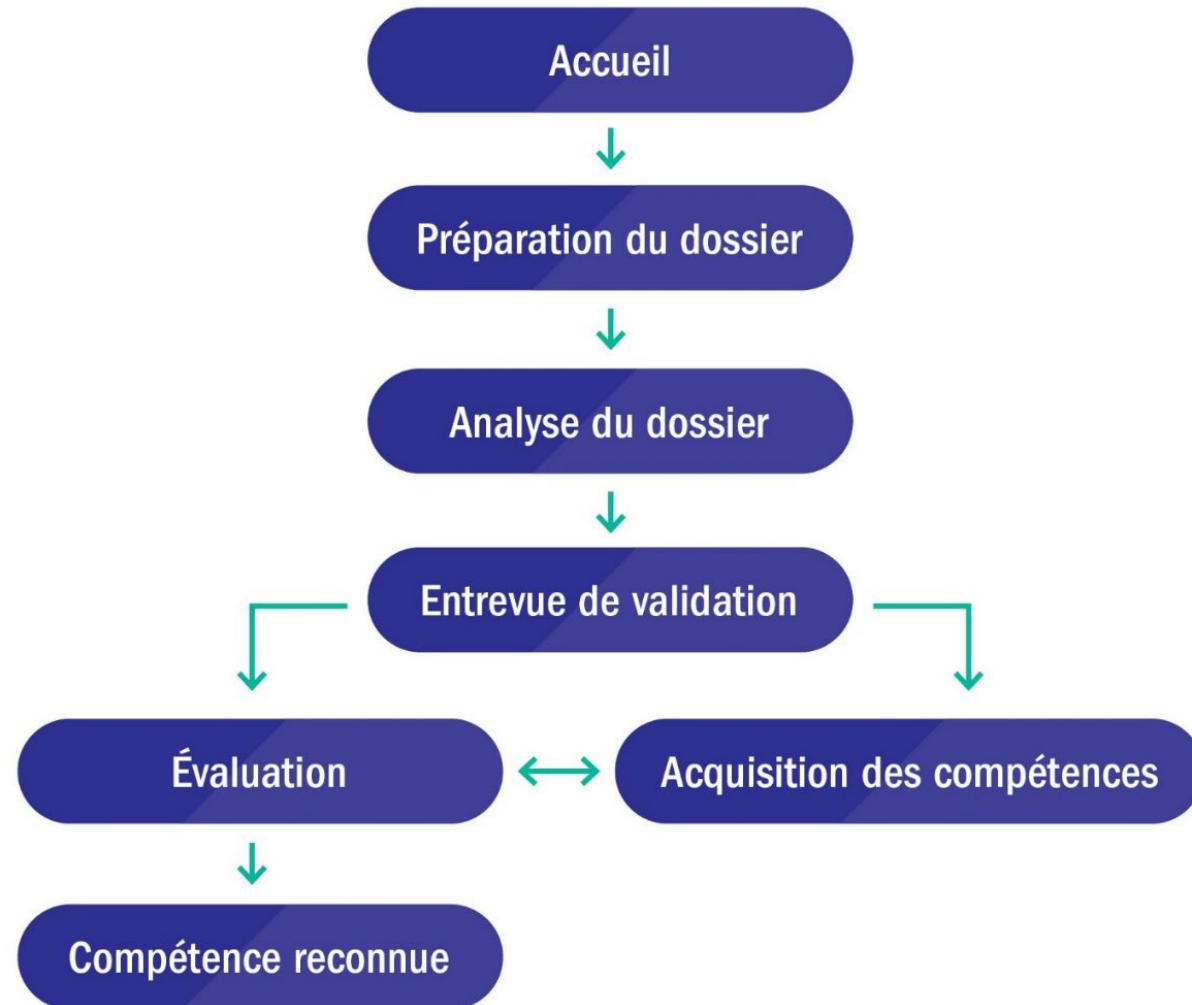 Accueil
Préparation du dossier
Analyse du dossier
Entrevue de validation
Évaluation
Acquisition des compétences
Compétence reconnue